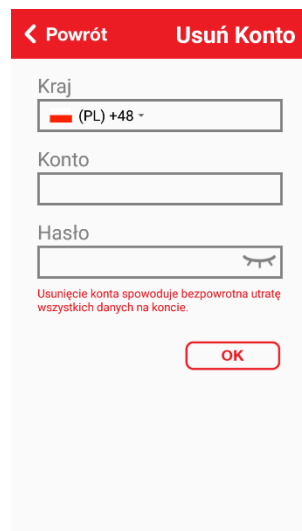 Powrót Usuń Konto
Kraj
(PL) +48
Konto
Hasło
Usunięcie konta spowoduje bezpowrotna utratę
wszystkich danych na koncie.
OK